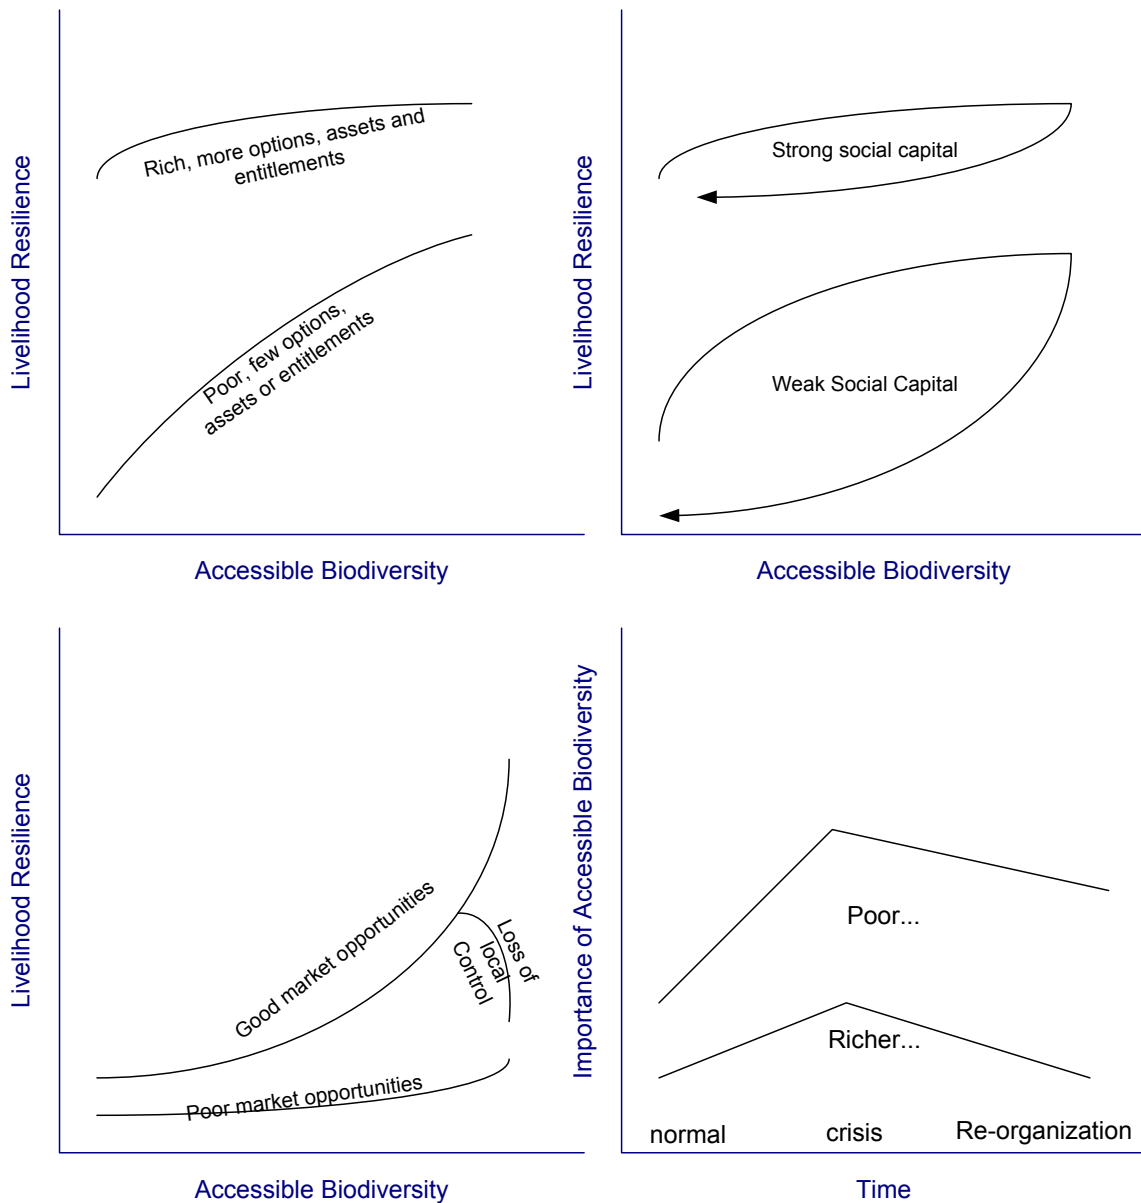 Livelihood Resilience
Rich, more options, assets and
entitlements
Poor, few options,
assets or entitlements
Accessible Biodiversity
Livelihood Resilience
Strong social capital
Weak Social Capital
Accessible Biodiversity
Livelihood Resilience
Good market opportunities
Loss of
local
Control
Poor market opportunities
Accessible Biodiversity
Importance of Accessible Biodiversity
Poor...
Richer...
normal
crisis
Re-organization
Time